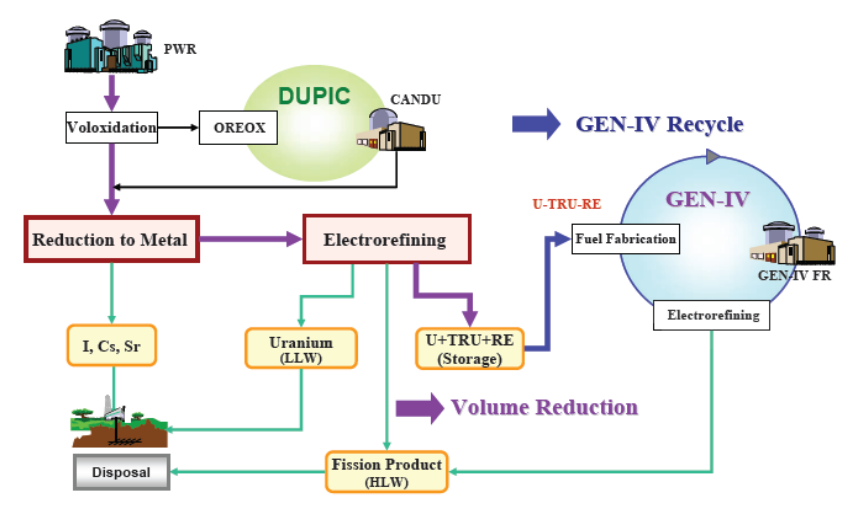 PWR
DUPIC
CANDU
Voloxidation
OREOX
GEN-IV Recycle
U-TRU-RE
GEN-IV
Reduction to Metal
Electrorefining
Fuel Fabrication
GEN-IV FR
Electrorefining
I, Cs, Sr
Uranium
(LLW)
U+TRU+RE
(Storage)
Volume Reduction
Disposal
Fission Product
(HLW)